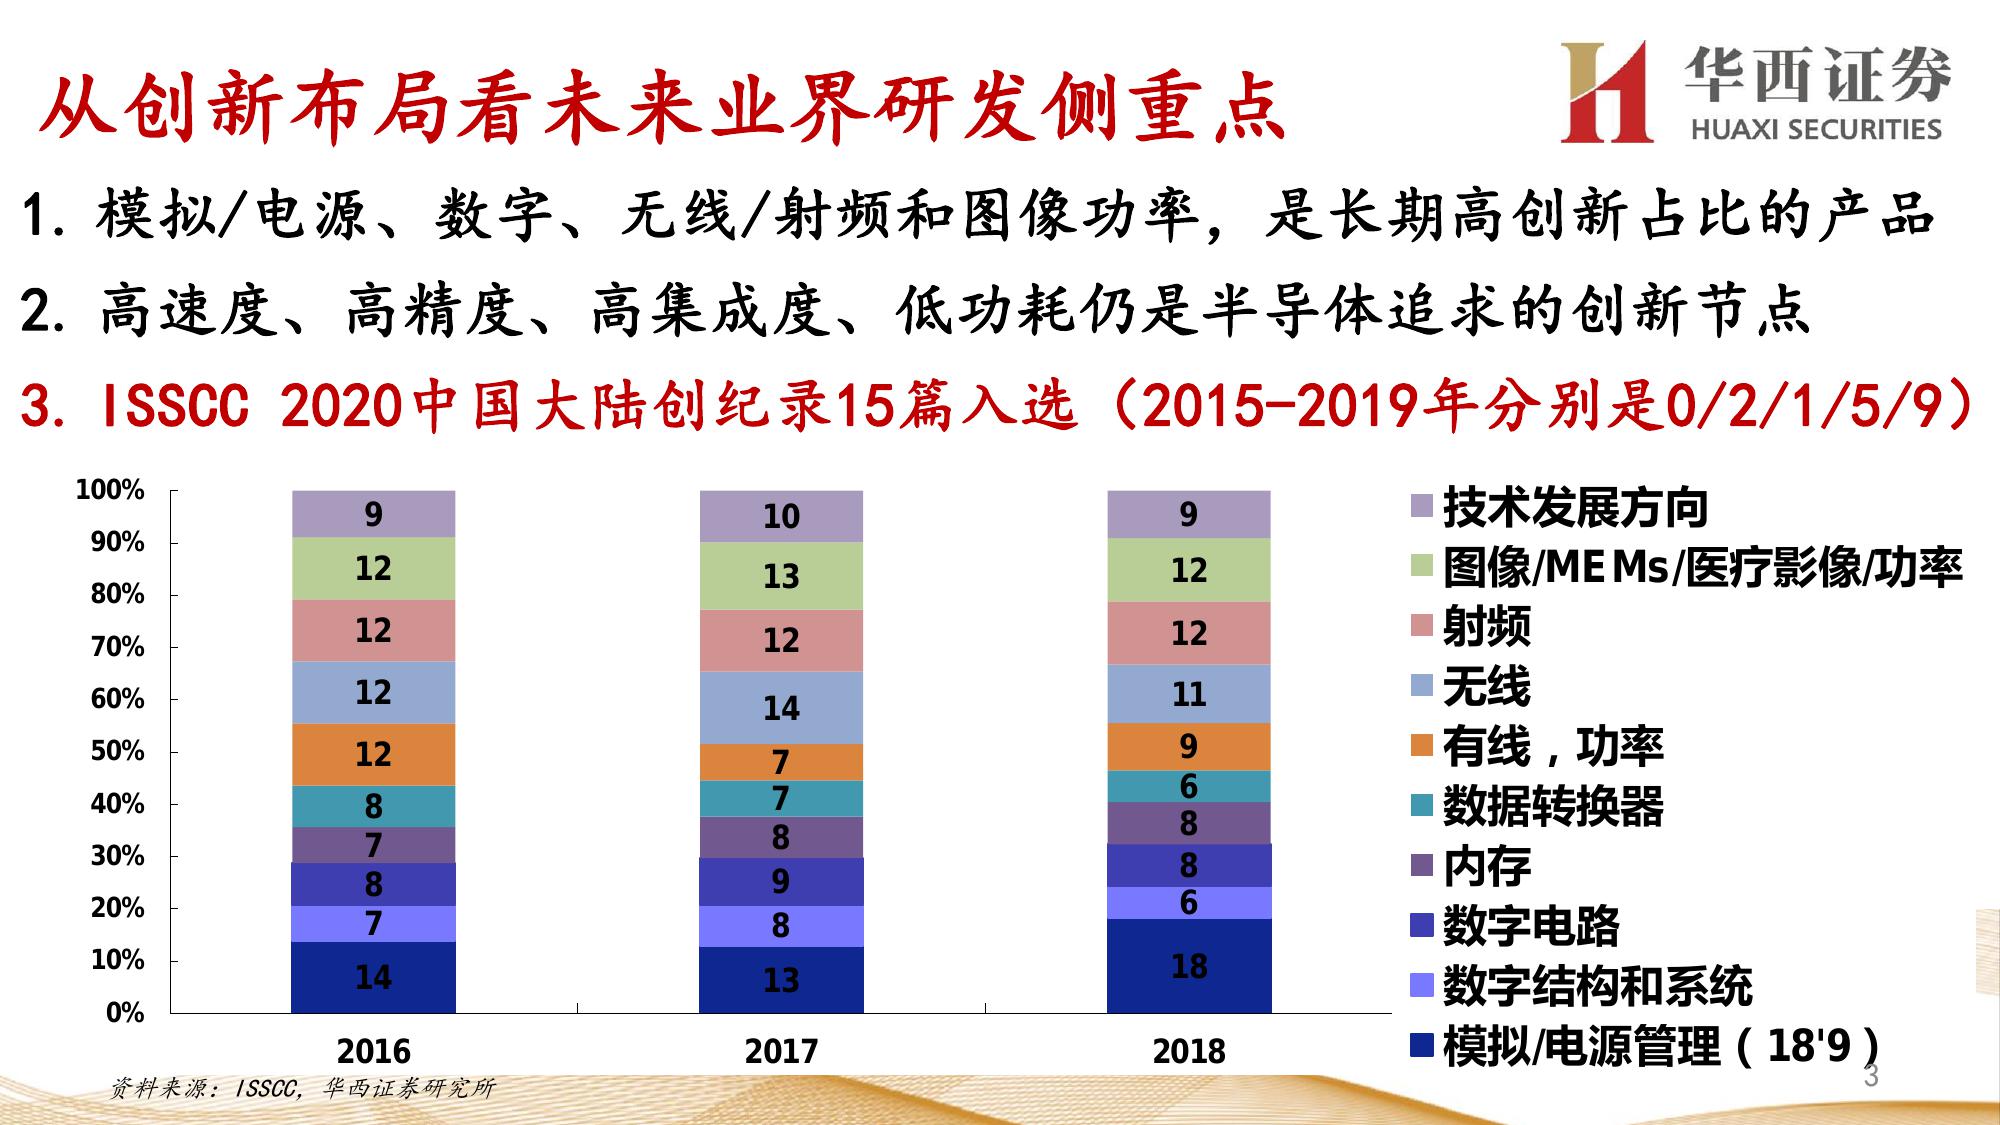 从创新布局看未来业界研发侧重点
华西证券
HUAXI SECURITIES
1. 模拟/电源、数字、无线/射频和图像功率，是长期高创新占比的产品
2. 高速度、高精度、高集成度、低功耗仍是半导体追求的创新节点
3. ISSCC 2020中国大陆创纪录15篇入选（2015-2019年分别是0/2/1/5/9）
100%
90%
80%
70%
60%
50%
40%
30%
20%
10%
0%
9
12
12
12
12
8
7
8
7
14
2016
10
13
12
14
7
7
8
9
8
13
2017
9
12
12
11
9
6
8
8
6
18
2018
技术发展方向
图像/MEMs/医疗影像/功率
射频
无线
有线，功率
数据转换器
内存
数字电路
数字结构和系统
模拟/电源管理（18'9）
资料来源：ISSCC，华西证券研究所
3